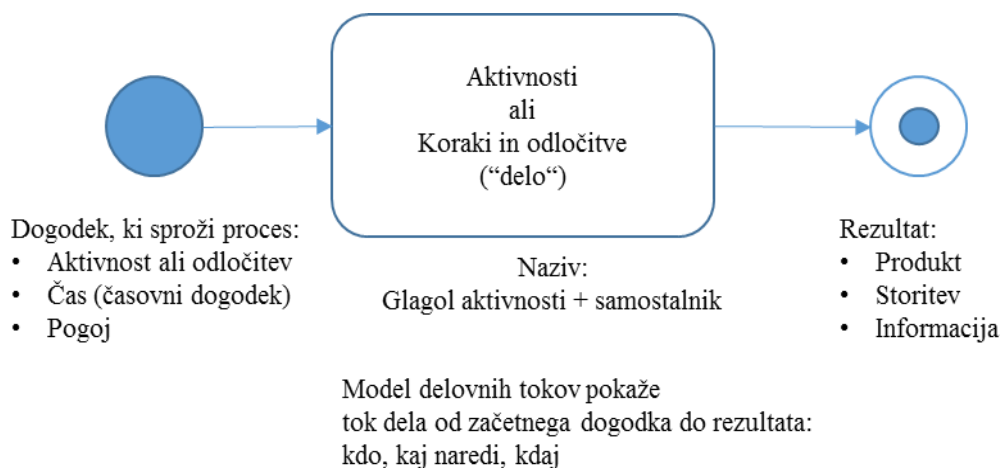 Aktivnosti
ali
Koraki in odločitve
(“delo“)
Dogodek, ki sproži proces:
• Aktivnost ali odločitev
• Čas (časovni dogodek)
• Pogoj
Naziv:
Glagol aktivnosti + samostalnik
Rezultat:
• Produkt
• Storitev
• Informacija
Model delovnih tokov pokaže
tok dela od začetnega dogodka do rezultata:
kdo, kaj naredi, kdaj